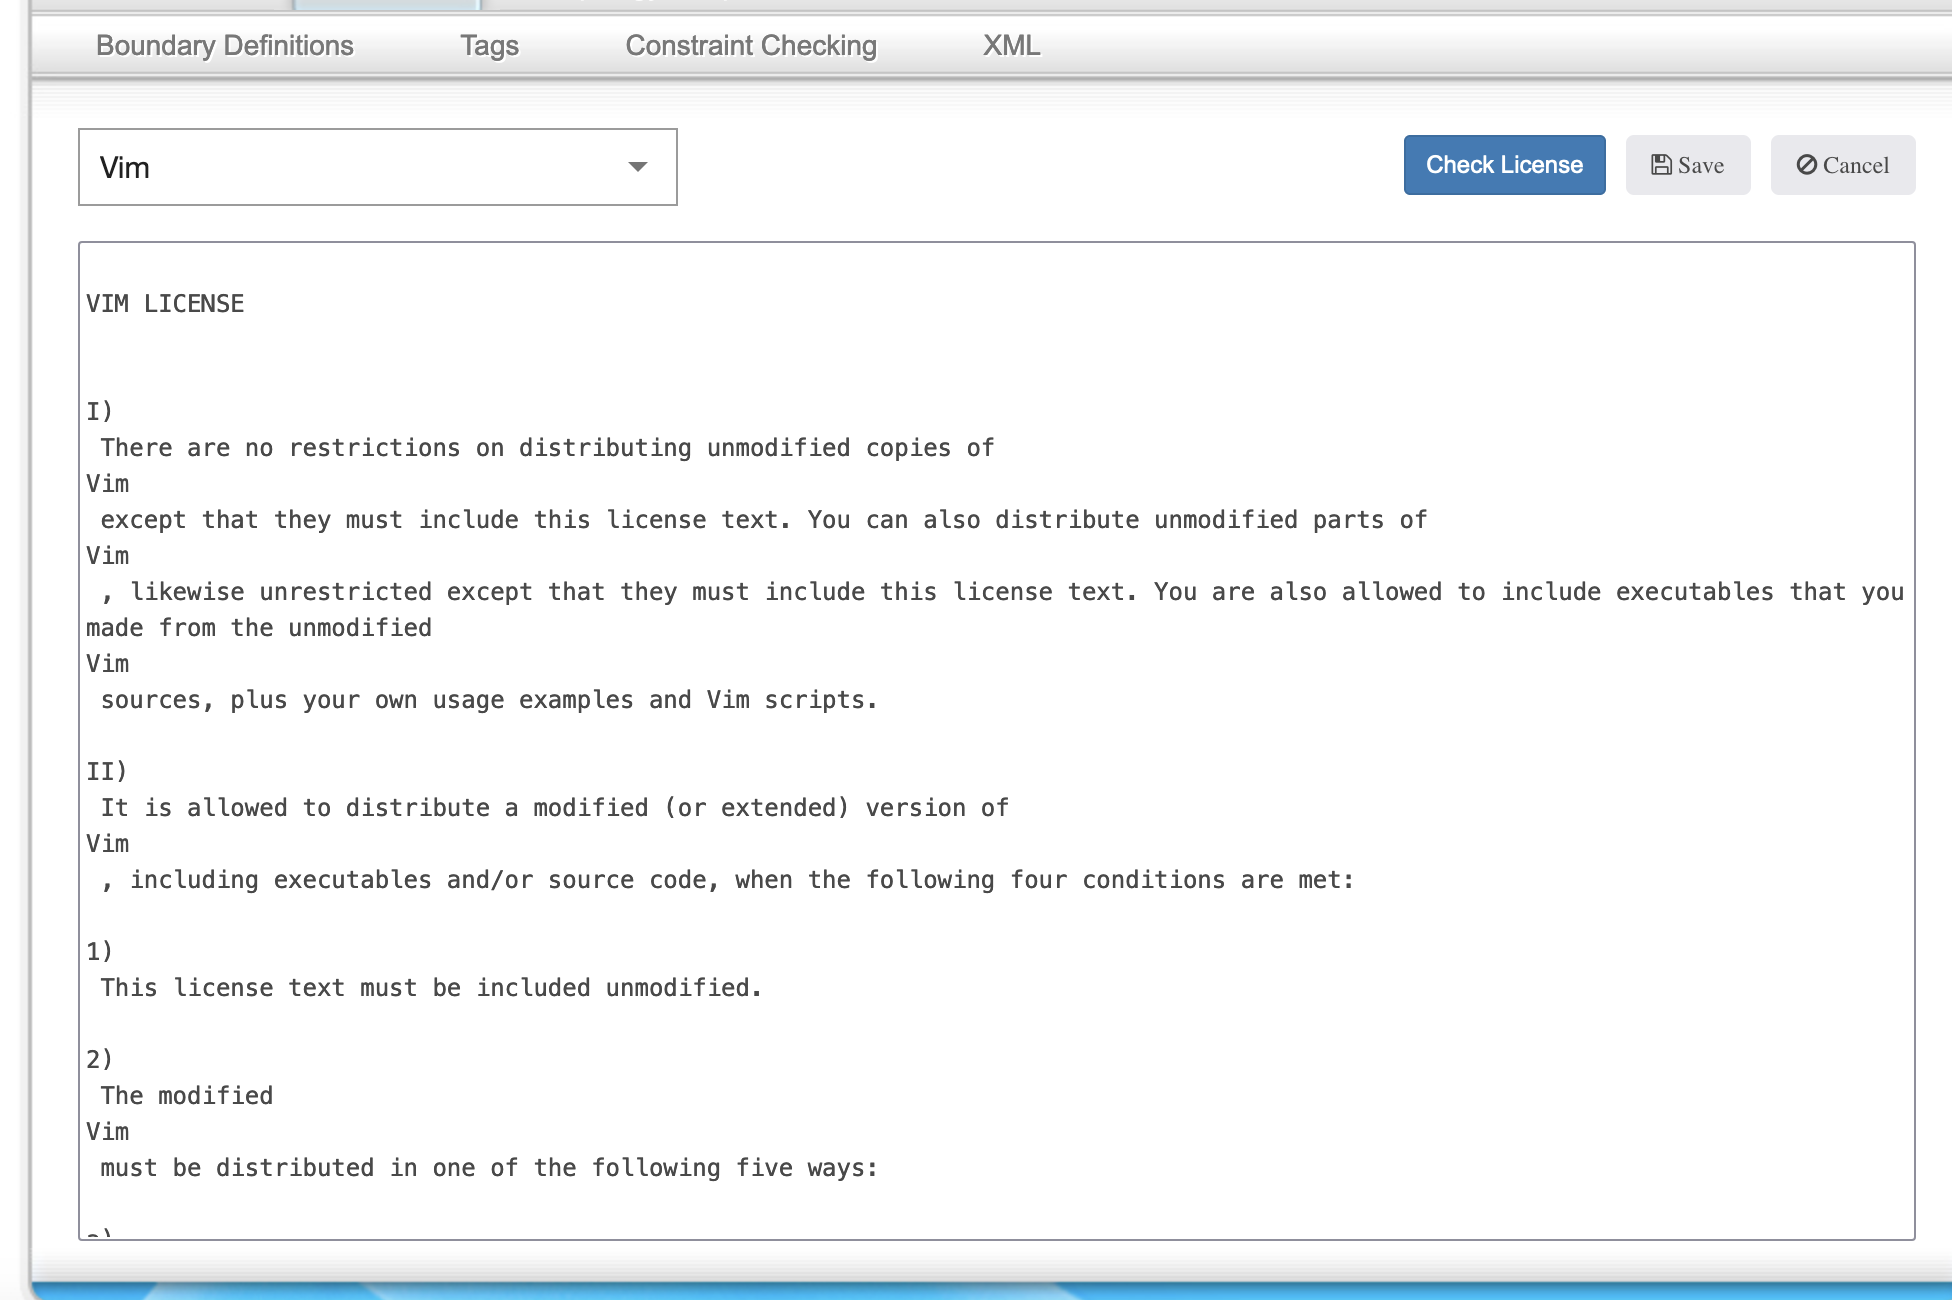 Boundary Definitions Tags Constraint Checking XML
Vim Check License Save Cancel
VIM LICENSE
I)
There are no restrictions on distributing unmodified copies of
Vim
except that they must include this license text. You can also distribute unmodified parts of
Vim
, likewise unrestricted except that they must include this license text. You are also allowed to include executables that you
made from the unmodified
Vim
sources, plus your own usage examples and Vim scripts.
II)
It is allowed to distribute a modified (or extended) version of
Vim
, including executables and/or source code, when the following four conditions are met:
1)
This license text must be included unmodified.
2)
The modified
Vim
must be distributed in one of the following five ways: